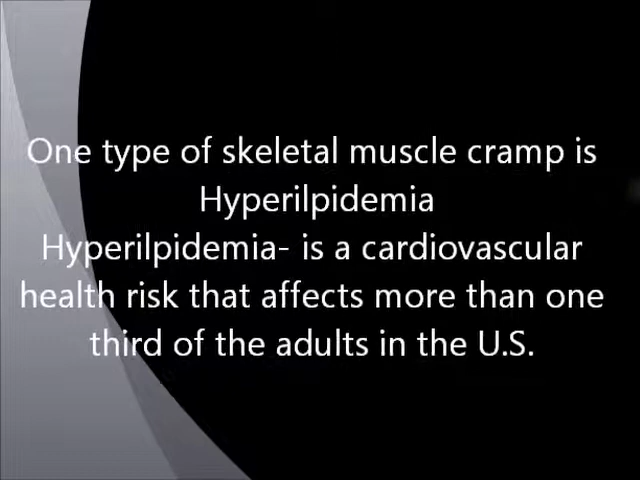 One type of skeletal muscle cramp is
Hyperilpidemia
Hyperilpidemia- is a cardiovascular
health risk that affects more than one
third of the adults in the U.S.